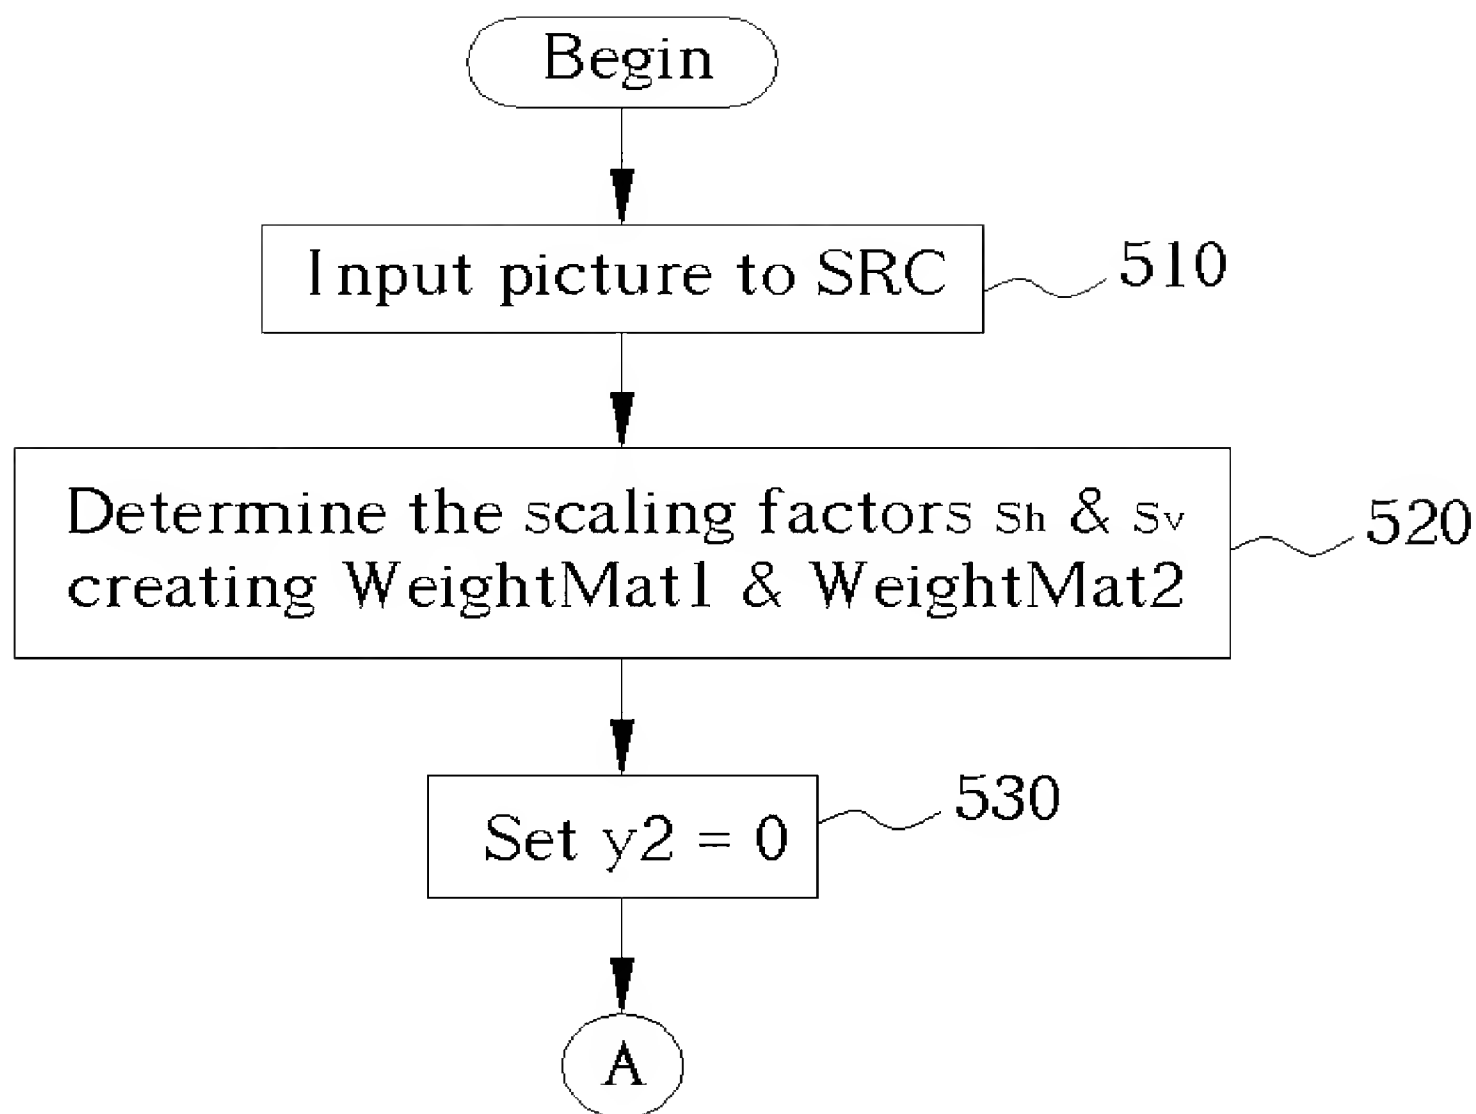 Begin
Input picture to SRC
510
Determine the scaling factors sh & sv
creating WeightMat1 & WeightMat2
520
Set y2 = 0
530
A